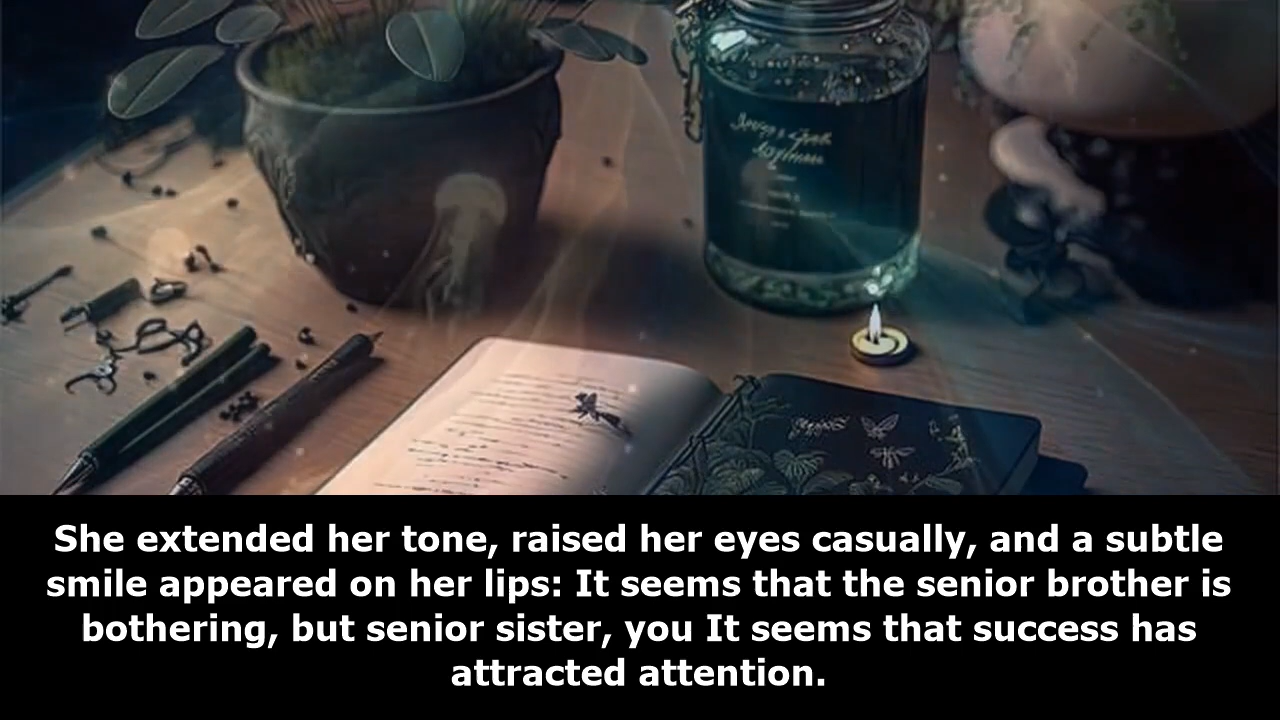 She extended her tone, raised her eyes casually, and a subtle
smile appeared on her lips: It seems that the senior brother is
bothering, but senior sister, you It seems that success has
attracted attention.